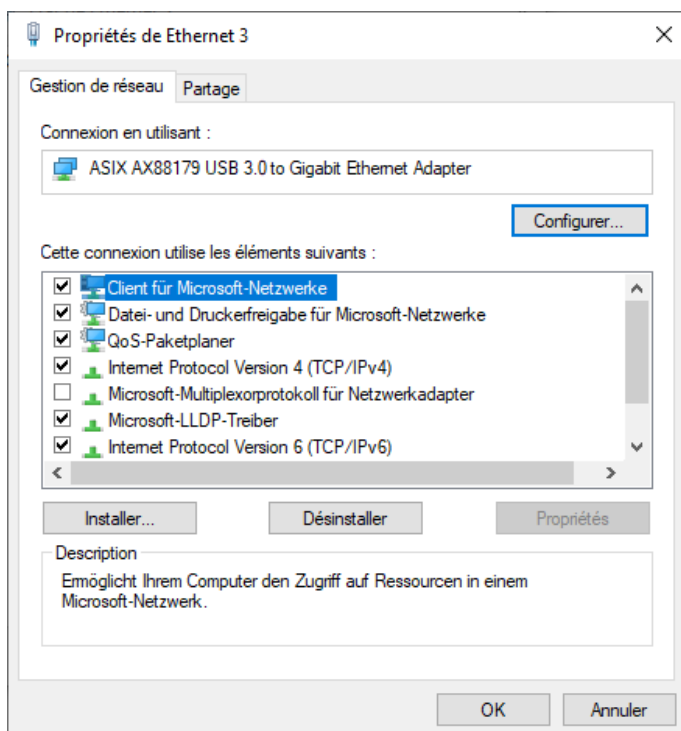 Propriétés de Ethernet 3
Gestion de réseau
Partage
Connexion en utilisant :
ASIX AX88179 USB 3.0 to Gigabit Ethernet Adapter
Configurer...
Cette connexion utilise les éléments suivants :
Client für Microsoft-Netzwerke
Datei- und Druckerfreigabe für Microsoft-Netzwerke
QoS-Paketplaner
Internet Protocol Version 4 (TCP/IPv4)
Microsoft-Multiplexorprotokoll für Netzwerkadapter
Microsoft-LLDP-Treiber
Internet Protocol Version 6 (TCP/IPv6)
Installer...
Désinstaller
Propriétés
Description
Ermöglicht Ihrem Computer den Zugriff auf Ressourcen in einem
Microsoft-Netzwerk.
OK
Annuler